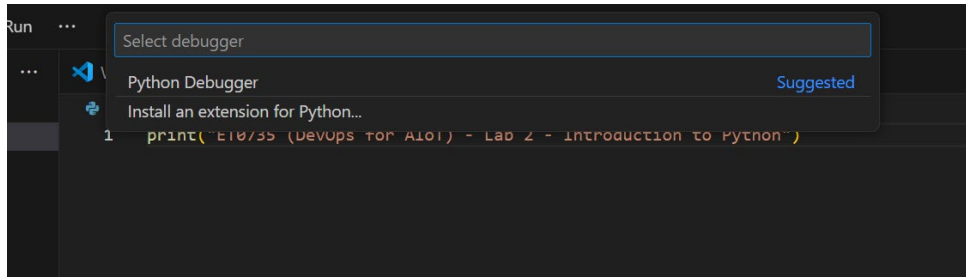 Run ...
Select debugger
...
Python Debugger Suggested
Install an extension for Python...
1 print("ET0735 (DevOps for AIoT) - Lab 2 - Introduction to Python")